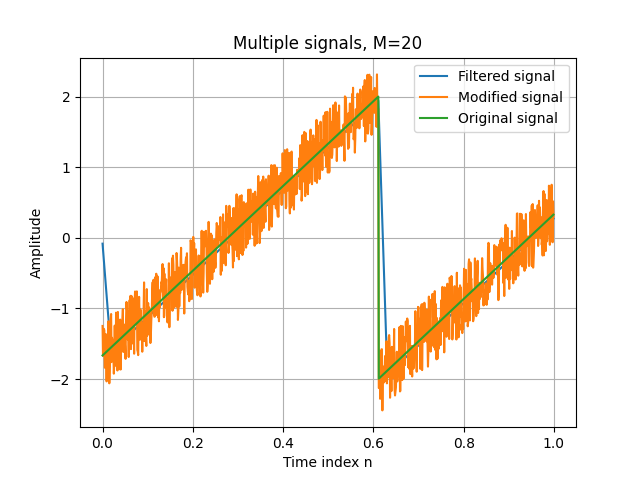 Multiple signals, M=20
Filtered signal
Modified signal
Original signal
Amplitude
2
1
0
−1
−2
0.0 0.2 0.4 0.6 0.8 1.0
Time index n